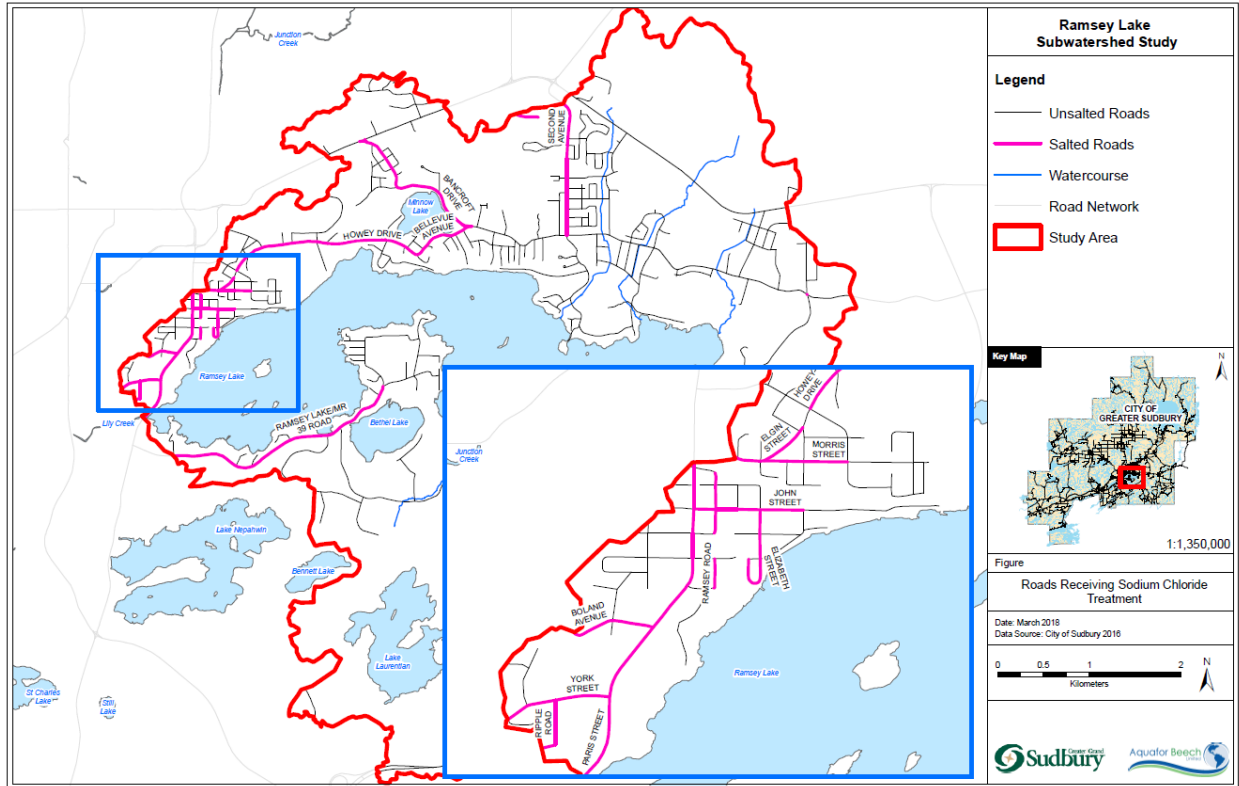 Junction
Creek
SECOND
AVENUE
BANCROFT
DRIVE
Minnow
Lake
BELLEVUE
AVENUE
HOWEY DRIVE
Ramsey Lake
Lily Creek
RAMSEY LAKE/MR
39 ROAD
Bethel Lake
Lake Nepahwin
Bennett Lake
Lake
Laurentian
St Charles
Lake
Still
Lake
HOWEY
DRIVE
ELGIN
STREET
MORRIS
STREET
Junction
Creek
JOHN
STREET
RAMSEY ROAD
ELIZABETH
STREET
BOLAND
AVENUE
Ramsey Lake
YORK
STREET
RIPPLE
ROAD
PARIS STREET
Ramsey Lake
Subwatershed Study
Legend
Unsalted Roads
Salted Roads
Watercourse
Road Network
Study Area
Key Map
N
CITY OF
GREATER SUDBURY
1:1,350,000
Figure
Roads Receiving Sodium Chloride
Treatment
Date: March 2018
Data Source: City of Sudbury 2016
0 0.5 1 2
Kilometers
N
Greater Grand
Sudbury
Aquafor Beech
Limited